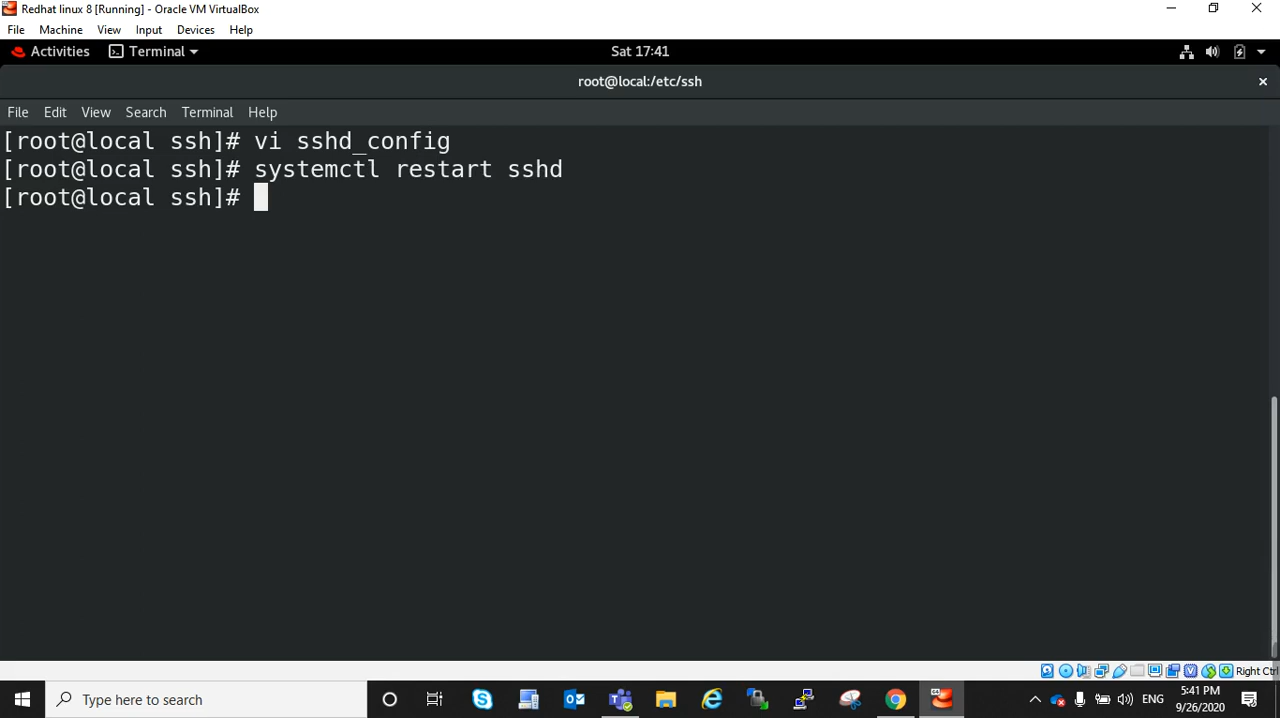 Redhat linux 8 [Running] - Oracle VM VirtualBox
File Machine View Input Devices Help
Activities Terminal Sat 17:41
root@local:/etc/ssh
File Edit View Search Terminal Help
[root@local ssh]# vi sshd_config
[root@local ssh]# systemctl restart sshd
[root@local ssh]#
Right Ctrl
Type here to search
ENG
5:41 PM
9/26/2020